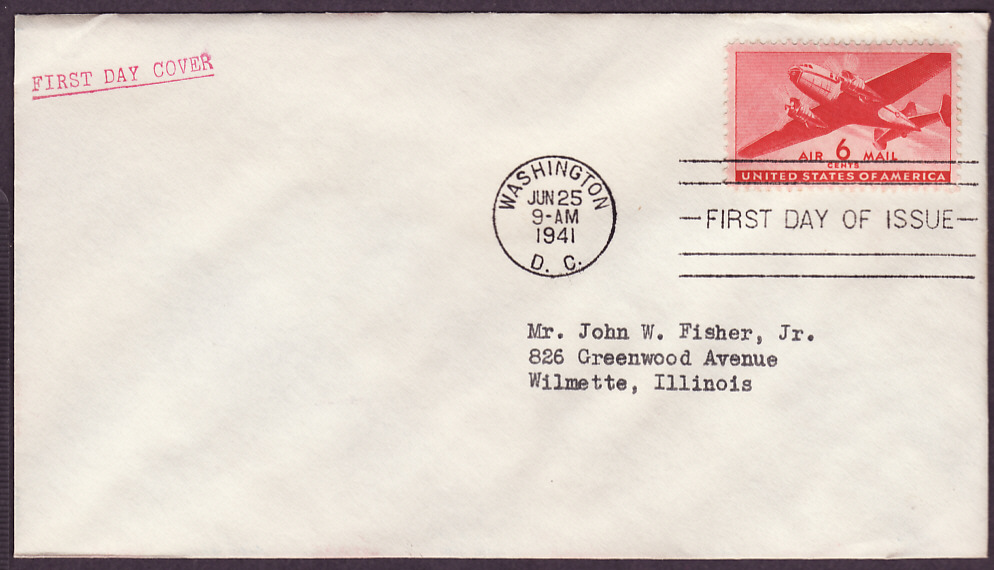 FIRST DAY COVER
AIR 6 MAIL
CENTS
UNITED STATES OF AMERICA
WASHINGTON
JUN 25
9-AM
1941
D. C.
FIRST DAY OF ISSUE
Mr. John W. Fisher, Jr.
826 Greenwood Avenue
Wilmette, Illinois